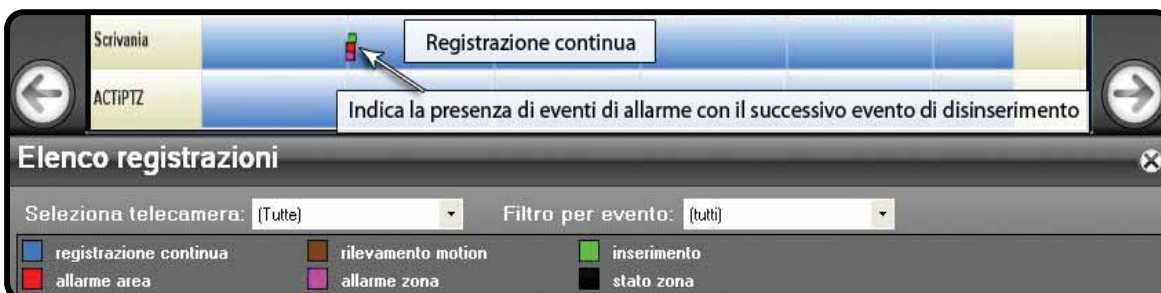 Scrivania
Registrazione continua
ACTiPTZ
Indica la presenza di eventi di allarme con il successivo evento di disinserimento
Elenco registrazioni
Seleziona telecamera: (Tutte) Filtro per evento: (tutti)
registrazione continua rilevamento motion inserimento
allarme area allarme zona stato zona